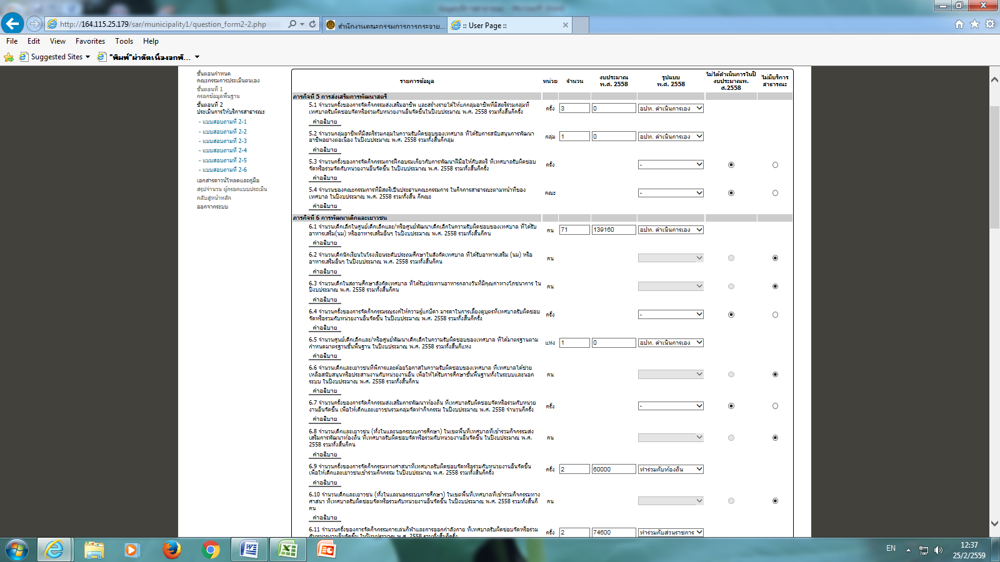 http://164.115.25.179/sar/municipality1/question_form2-2.php
สำนักงานคณะกรรมการการกระจาย...
:: User Page ::
File Edit View Favorites Tools Help
Suggested Sites
"พิมพ์"ผ่าตัดเนื้องอกพั...
ขั้นตอนกำหนด
คณะกรรมการประเมินตนเอง
ขั้นตอนที่ 1
กรอกข้อมูลพื้นฐาน
ขั้นตอนที่ 2
ประเมินการให้บริการสาธารณะ
- แบบสอบถามที่ 2-1
- แบบสอบถามที่ 2-2
- แบบสอบถามที่ 2-3
- แบบสอบถามที่ 2-4
- แบบสอบถามที่ 2-5
- แบบสอบถามที่ 2-6
เอกสารดาวน์โหลดและคู่มือ
สรุปจำนวน ผู้กรอกแบบประเมิน
กลับสู่หน้าหลัก
ออกจากระบบ
รายการข้อมูล หน่วย จำนวน งบประมาณ พ.ศ. 2558 รูปแบบ พ.ศ. 2558 ไม่ได้ดำเนินการในปีงบประมาณพ.ศ.2558 ไม่มีบริการสาธารณะ
ภารกิจที่ 5 การส่งเสริมการพัฒนาสตรี
5.1 จำนวนครั้งของการจัดกิจกรรมส่งเสริมอาชีพ และสร้างรายได้ให้แก่กลุ่มอาชีพที่มีสตรีรวมกลุ่มที่
เทศบาลรับผิดชอบจัดหรือร่วมกับหน่วยงานอื่นจัดขึ้นในปีงบประมาณ พ.ศ. 2558 รวมทั้งสิ้นกี่ครั้ง
ครั้ง 3 0 อปท. ดำเนินการเอง
คำอธิบาย
5.2 จำนวนกลุ่มอาชีพที่มีสตรีรวมกลุ่มในความรับผิดชอบของเทศบาล ที่ได้รับการสนับสนุนการพัฒนา
อาชีพอย่างต่อเนื่อง ในปีงบประมาณ พ.ศ. 2558 รวมทั้งสิ้นกี่กลุ่ม
กลุ่ม 1 0 อปท. ดำเนินการเอง
คำอธิบาย
5.3 จำนวนครั้งของการจัดกิจกรรมการฝึกอบรมเกี่ยวกับการพัฒนาฝีมือให้กับสตรี ที่เทศบาลรับผิดชอบ
จัดหรือร่วมจัดกับหน่วยงานอื่นจัดขึ้น ในปีงบประมาณ พ.ศ. 2558 รวมทั้งสิ้นกี่ครั้ง
ครั้ง -
คำอธิบาย
5.4 จำนวนของคณะกรรมการที่มีสตรีเป็นประธานคณะกรรมการ ในกิจการสาธารณะตามหน้าที่ของ
เทศบาล ในปีงบประมาณ พ.ศ. 2558 รวมทั้งสิ้น กี่คณะ
คณะ -
คำอธิบาย
ภารกิจที่ 6 การพัฒนาเด็กและเยาวชน
6.1 จำนวนเด็กเล็กในศูนย์เด็กเล็กและ/หรือศูนย์พัฒนาเด็กเล็กในความรับผิดชอบของเทศบาล ที่ได้รับ
อาหารเสริม(นม) หรืออาหารเสริมอื่นๆ ในปีงบประมาณ พ.ศ. 2558 รวมทั้งสิ้นกี่คน
คน 71 139160 อปท. ดำเนินการเอง
คำอธิบาย
6.2 จำนวนเด็กนักเรียนในโรงเรียนระดับประถมศึกษาในสังกัดเทศบาล ที่ได้รับอาหารเสริม (นม) หรือ
อาหารเสริมอื่นๆ ในปีงบประมาณ พ.ศ. 2558 รวมทั้งสิ้นกี่คน
คน
คำอธิบาย
6.3 จำนวนเด็กในสถานศึกษาสังกัดเทศบาล ที่ได้รับประทานอาหารกลางวันที่มีคุณค่าทางโภชนาการ ใน
ปีงบประมาณ พ.ศ. 2558 รวมทั้งสิ้นกี่คน
คน
คำอธิบาย
6.4 จำนวนครั้งของการจัดกิจกรรมรณรงค์ให้ความรู้แก่บิดา มารดาในการเลี้ยงดูบุตรที่เทศบาลรับผิดชอบ
จัดหรือร่วมกับหน่วยงานอื่นจัดขึ้น ในปีงบประมาณ พ.ศ. 2558 รวมทั้งสิ้นกี่ครั้ง
ครั้ง -
คำอธิบาย
6.5 จำนวนศูนย์เด็กเล็กและ/หรือศูนย์พัฒนาเด็กเล็กในความรับผิดชอบของเทศบาล ที่ได้มาตรฐานตาม
กำหนดมาตรฐานขั้นพื้นฐาน ในปีงบประมาณ พ.ศ. 2558 รวมทั้งสิ้นกี่แห่ง
แห่ง 1 0 อปท. ดำเนินการเอง
คำอธิบาย
6.6 จำนวนเด็กและเยาวชนที่พิการและด้อยโอกาสในความรับผิดชอบของเทศบาล ที่เทศบาลได้ช่วย
เหลือสนับสนุนหรือประสานงานกับหน่วยงานอื่น เพื่อให้ได้รับการศึกษาขั้นพื้นฐานทั้งในระบบและนอก
ระบบ ในปีงบประมาณ พ.ศ. 2558 รวมทั้งสิ้นกี่คน
คน
คำอธิบาย
6.7 จำนวนครั้งของการจัดกิจกรรมส่งเสริมการพัฒนาท้องถิ่น ที่เทศบาลรับผิดชอบจัดหรือร่วมกับหน่วย
งานอื่นจัดขึ้น เพื่อให้เด็กและเยาวชนรวมกลุ่มจัดทำกิจกรรม ในปีงบประมาณ พ.ศ. 2558 จำนวนกี่ครั้ง
ครั้ง -
คำอธิบาย
6.8 จำนวนเด็กและเยาวชน (ทั้งในและนอกระบบการศึกษา) ในเขตพื้นที่เทศบาลที่เข้าร่วมกิจกรรมส่ง
เสริมการพัฒนาท้องถิ่น ที่เทศบาลรับผิดชอบจัดหรือร่วมกับหน่วยงานอื่นจัดขึ้น ในปีงบประมาณ พ.ศ.
2558 รวมทั้งสิ้นกี่คน
คน
คำอธิบาย
6.9 จำนวนครั้งของการจัดกิจกรรมทางศาสนาที่เทศบาลรับผิดชอบจัดหรือร่วมกับหน่วยงานอื่นจัดขึ้น
เพื่อให้เด็กและเยาวชนเข้าร่วมกิจกรรม ในปีงบประมาณ พ.ศ. 2558 รวมทั้งสิ้นกี่ครั้ง
ครั้ง 2 60000 ทำร่วมกับท้องถิ่น
คำอธิบาย
6.10 จำนวนเด็กและเยาวชน (ทั้งในและนอกระบบการศึกษา) ในเขตพื้นที่เทศบาลที่เข้าร่วมกิจกรรมทาง
ศาสนา ที่เทศบาลรับผิดชอบจัดหรือร่วมกับหน่วยงานอื่นจัดขึ้น ในปีงบประมาณ พ.ศ. 2558 รวมทั้งสิ้นกี่
คน
คน
คำอธิบาย
6.11 จำนวนครั้งของการจัดกิจกรรมการเล่นกีฬาและการออกกำลังกาย ที่เทศบาลรับผิดชอบจัดหรือร่วม
กับหน่วยงานอื่นจัดขึ้น ในปีงบประมาณ พ.ศ. 2558 รวมทั้งสิ้นกี่ครั้ง
ครั้ง 2 74600 ทำร่วมกับส่วนราชการ
EN
12:37
25/2/2559